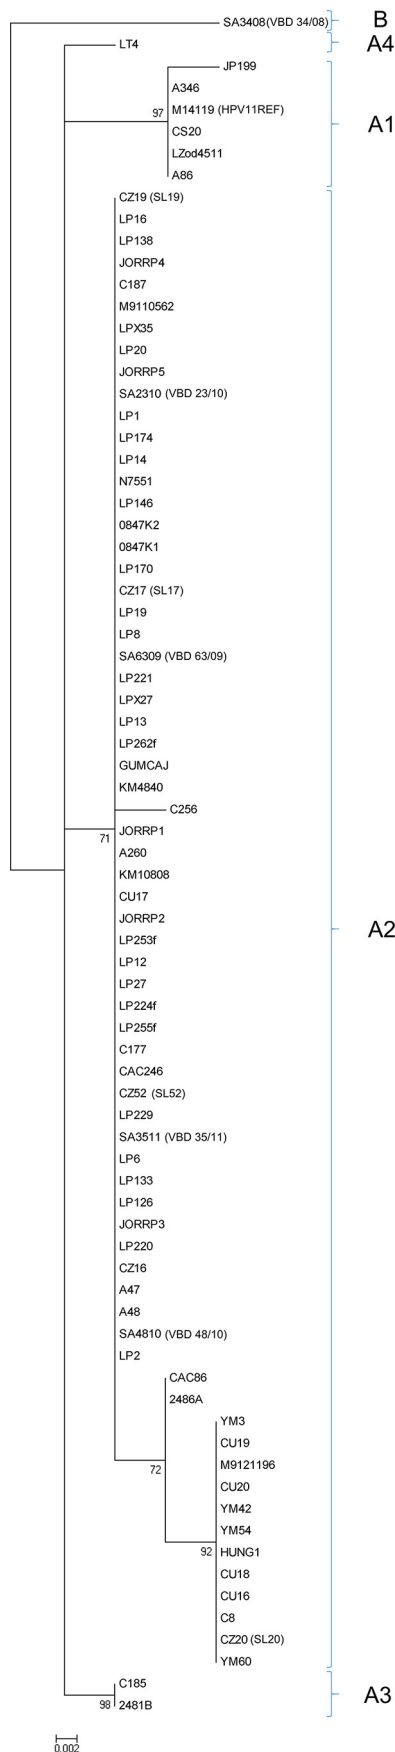 SA3408(VBD 34/08)
B
LT4
A4
JP199
A346
97
M14119 (HPV11REF)
A1
CS20
LZod4511
A86
CZ19 (SL19)
LP16
LP138
JORRP4
C187
M9110562
LPX35
LP20
JORRP5
SA2310 (VBD 23/10)
LP1
LP174
LP14
N7551
LP146
0847K2
0847K1
LP170
CZ17 (SL17)
LP19
LP8
SA6309 (VBD 63/09)
LP221
LPX27
LP13
LP262f
GUMCAJ
KM4840
C256
JORRP1
71
A260
KM10808
CU17
JORRP2
A2
LP253f
LP12
LP27
LP224f
LP255f
C177
CAC246
CZ52 (SL52)
LP229
SA3511 (VBD 35/11)
LP6
LP133
LP126
JORRP3
LP220
CZ16
A47
A48
SA4810 (VBD 48/10)
LP2
CAC86
2486A
YM3
CU19
M9121196
72
CU20
YM42
YM54
92
HUNG1
CU18
CU16
C8
CZ20 (SL20)
YM60
C185
A3
98
2481B
0.002